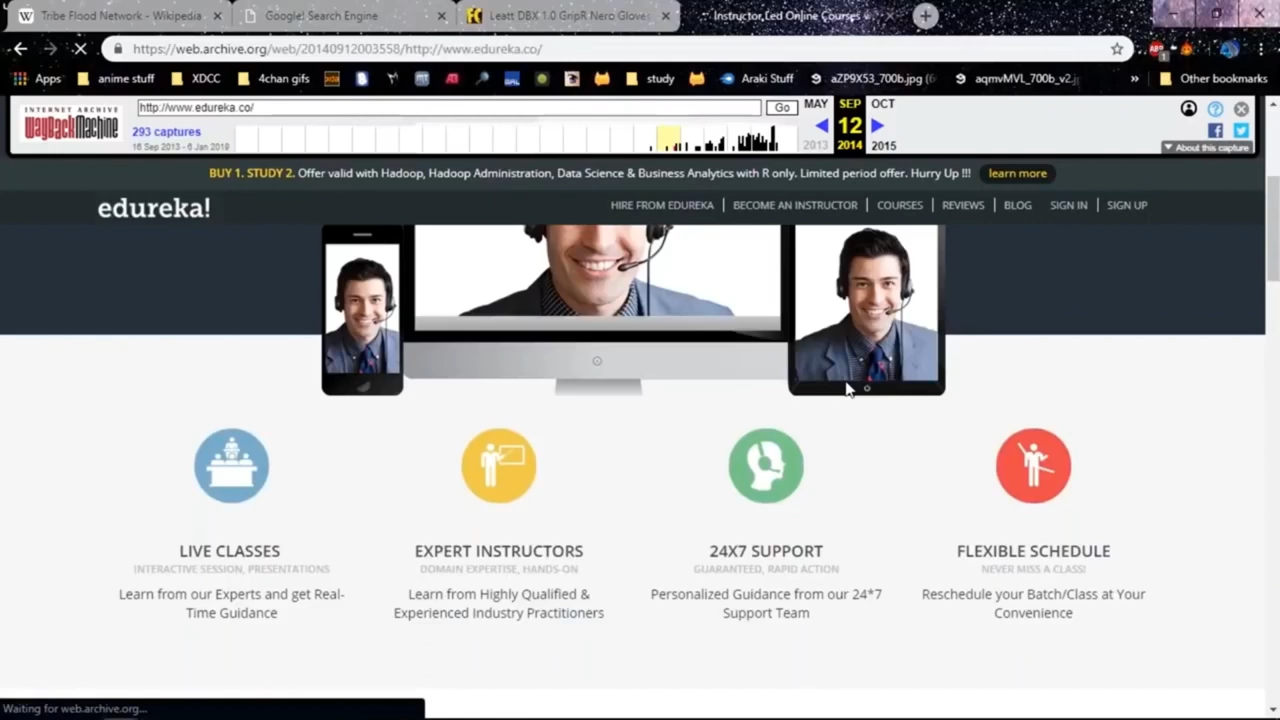 Tribe Flood Network - Wikipedia
Google! Search Engine
Leatt DBX 1.0 GripR Nero Gloves
Instructor Led Online Courses
https://web.archive.org/web/20140912003558/http://www.edureka.co/
Apps
anime stuff
XDCC
4chan gifs
study
Araki Stuff
aZP9X53_700b.jpg (6
aqmvMVL_700b_v2.j
Other bookmarks
INTERNET ARCHIVE
WayBackMachine
http://www.edureka.co/
Go
MAY
SEP
OCT
293 captures
12
16 Sep 2013 - 6 Jan 2019
2013
2014
2015
About this capture
BUY 1. STUDY 2. Offer valid with Hadoop, Hadoop Administration, Data Science & Business Analytics with R only. Limited period offer. Hurry Up !!!
learn more
edureka!
HIRE FROM EDUREKA
BECOME AN INSTRUCTOR
COURSES
REVIEWS
BLOG
SIGN IN
SIGN UP
LIVE CLASSES
INTERACTIVE SESSION, PRESENTATIONS
Learn from our Experts and get Real-
Time Guidance
EXPERT INSTRUCTORS
DOMAIN EXPERTISE, HANDS-ON
Learn from Highly Qualified &
Experienced Industry Practitioners
24X7 SUPPORT
GUARANTEED, RAPID ACTION
Personalized Guidance from our 24*7
Support Team
FLEXIBLE SCHEDULE
NEVER MISS A CLASS!
Reschedule your Batch/Class at Your
Convenience
Waiting for web.archive.org...